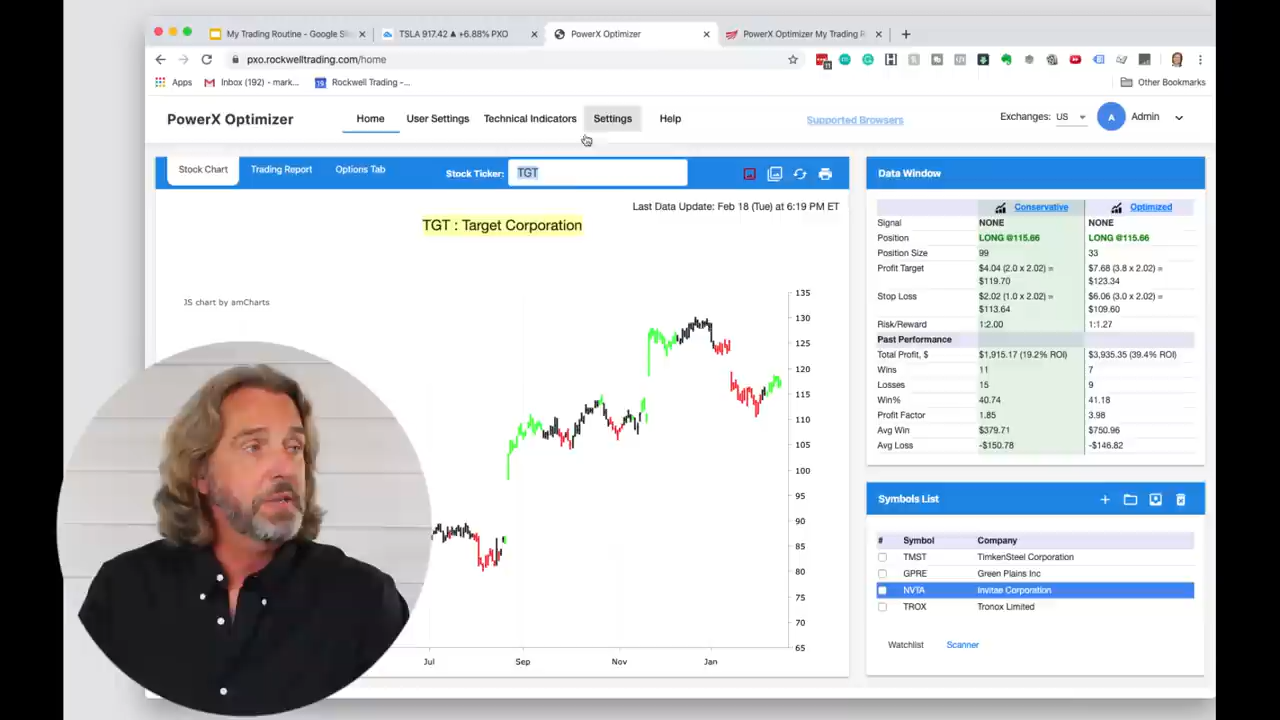 My Trading Routine - Google Sli
TSLA 917.42 ▲ +6.88% PXO
PowerX Optimizer
PowerX Optimizer My Trading R
pxo.rockwelltrading.com/home
11
Apps
Inbox (192) - mark...
Rockwell Trading -...
Other Bookmarks
PowerX Optimizer
Home
User Settings
Technical Indicators
Settings
Help
Supported Browsers
Exchanges: US
A
Admin
Stock Chart
Trading Report
Options Tab
Stock Ticker:
TGT
Last Data Update: Feb 18 (Tue) at 6:19 PM ET
TGT : Target Corporation
JS chart by amCharts
135
130
125
120
115
110
105
100
95
90
85
80
75
70
65
Jul
Sep
Nov
Jan
Data Window
Conservative
Optimized
Signal NONE NONE
Position LONG @115.66 LONG @115.66
Position Size 99 33
Profit Target $4.04 (2.0 x 2.02) = $7.68 (3.8 x 2.02) =
$119.70 $123.34
Stop Loss $2.02 (1.0 x 2.02) = $6.06 (3.0 x 2.02) =
$113.64 $109.60
Risk/Reward 1:2.00 1:1.27
Past Performance
Total Profit, $ $1,915.17 (19.2% ROI) $3,935.35 (39.4% ROI)
Wins 11 7
Losses 15 9
Win% 40.74 41.18
Profit Factor 1.85 3.98
Avg Win $379.71 $750.96
Avg Loss -$150.78 -$146.82
Symbols List
# Symbol Company
TMST TimkenSteel Corporation
GPRE Green Plains Inc
NVTA Invitae Corporation
TROX Tronox Limited
Watchlist
Scanner